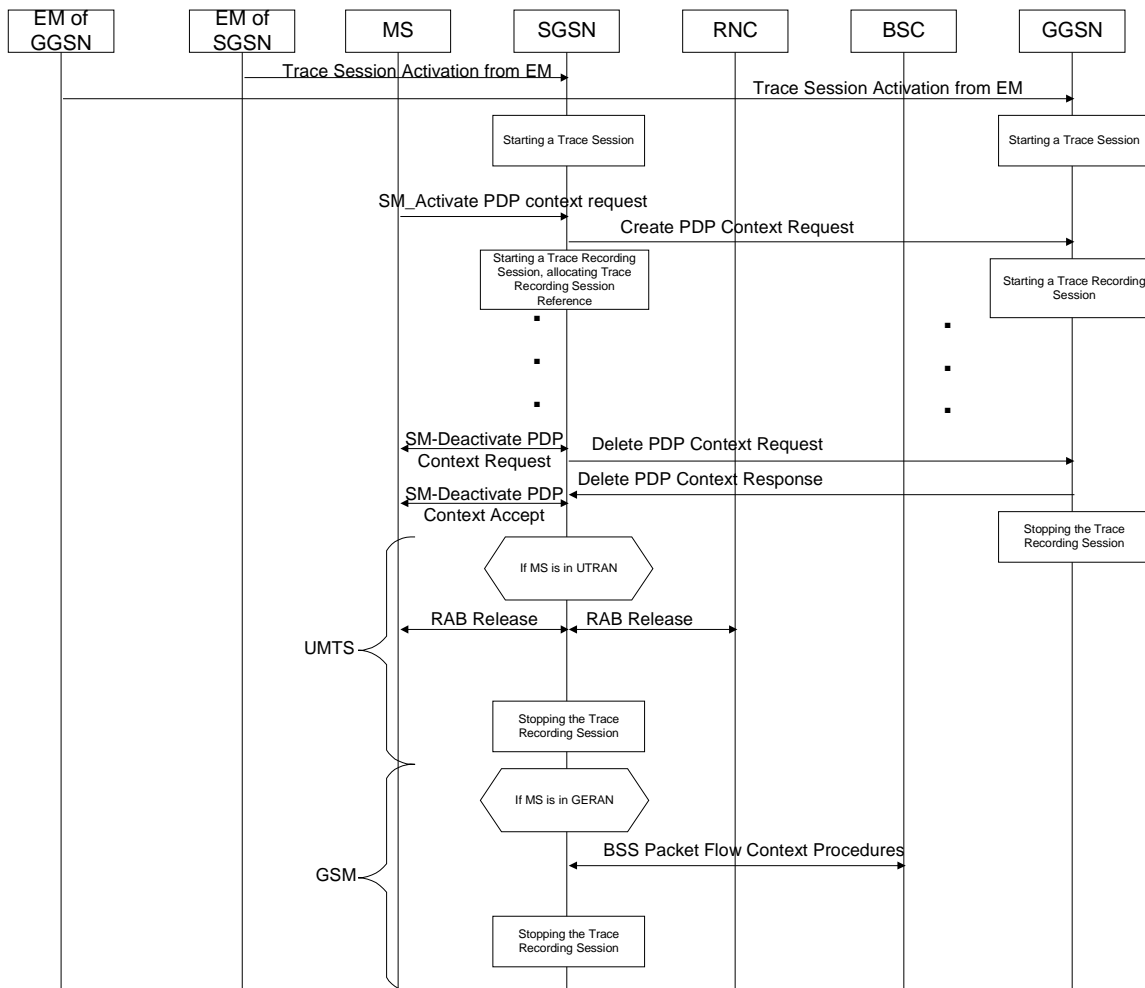 EM of
GGSN
EM of
SGSN
MS
SGSN
RNC
BSC
GGSN
Trace Session Activation from EM
Trace Session Activation from EM
Starting a Trace Session
Starting a Trace Session
SM_Activate PDP context request
Create PDP Context Request
Starting a Trace Recording
Session, allocating Trace
Recording Session
Reference
Starting a Trace Recording
Session
SM-Deactivate PDP
Context Request
Delete PDP Context Request
Delete PDP Context Response
SM-Deactivate PDP
Context Accept
Stopping the Trace
Recording Session
If MS is in UTRAN
RAB Release
RAB Release
UMTS
Stopping the Trace
Recording Session
If MS is in GERAN
BSS Packet Flow Context Procedures
GSM
Stopping the Trace
Recording Session